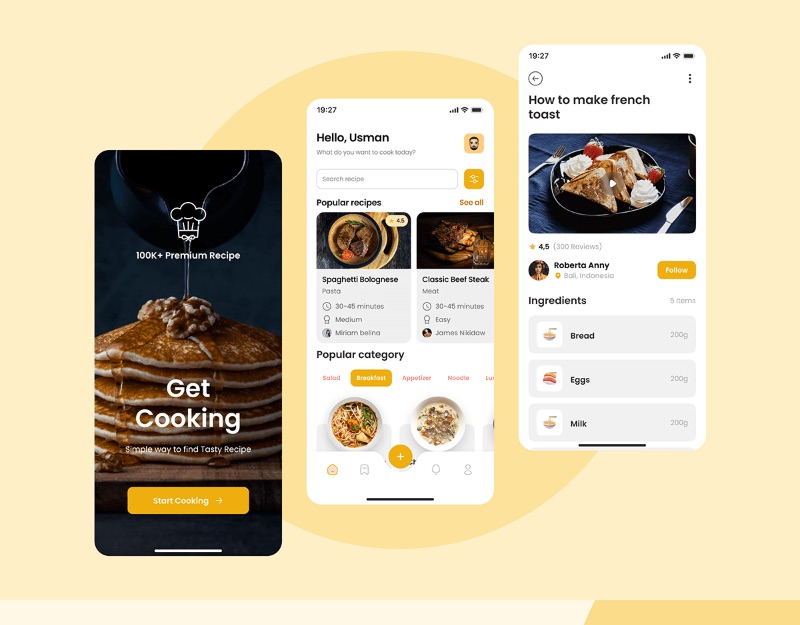 100K+ Premium Recipe
Get
Cooking
Simple way to find Tasty Recipe
Start Cooking
19:27
Hello, Usman
What do you want to cook today?
Search recipe
Popular recipes
See all
4.5
Spaghetti Bolognese
Pasta
30-45 minutes
Medium
Miriam belina
Classic Beef Steak
Meat
30-45 minutes
Easy
James Nikidaw
Popular category
Salad Breakfast Appetizer Noodle
19:27
How to make french
toast
4,5 (300 Reviews)
Roberta Anny
Bali, Indonesia
Follow
Ingredients
5 items
Bread 200g
Eggs 200g
Milk 200g